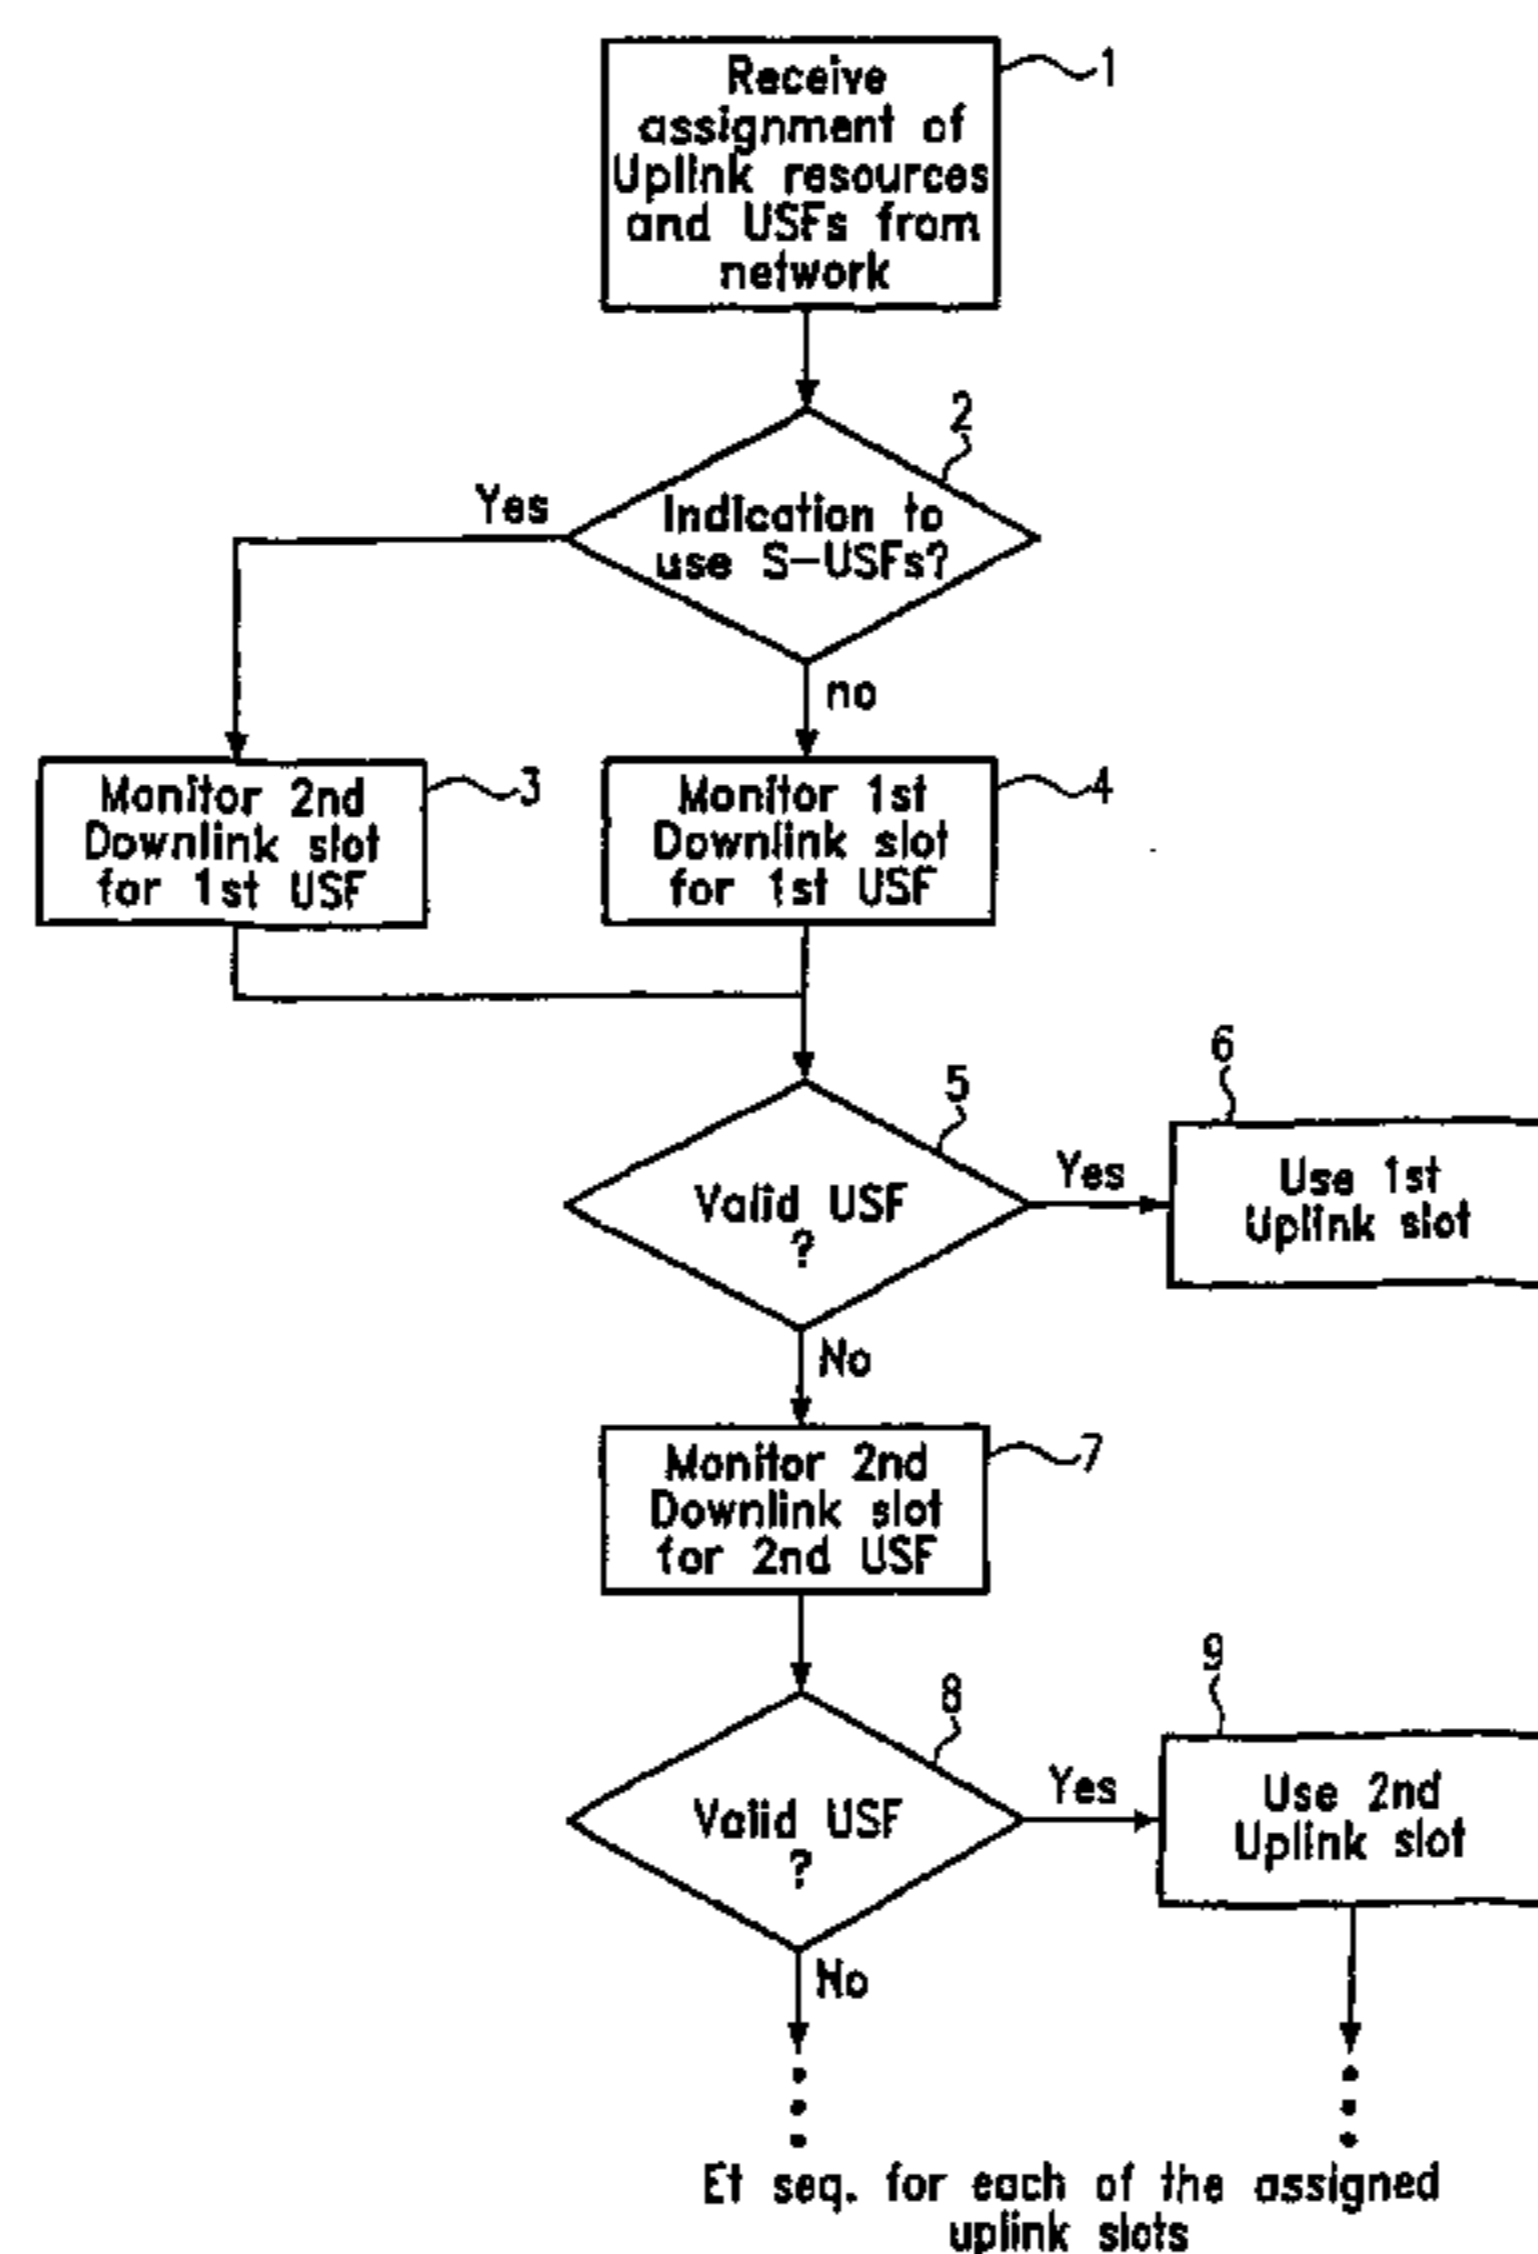 Receive
assignment of
Uplink resources
and USFs from
network
1
2
Indication to
use S-USFs?
Yes
no
Monitor 2nd
Downlink slot
for 1st USF
3
Monitor 1st
Downlink slot
for 1st USF
4
5
Valid USF
?
Yes
No
6
Use 1st
Uplink slot
Monitor 2nd
Downlink slot
for 2nd USF
7
8
Valid USF
?
Yes
No
9
Use 2nd
Uplink slot
Et seq. for each of the assigned
uplink slots